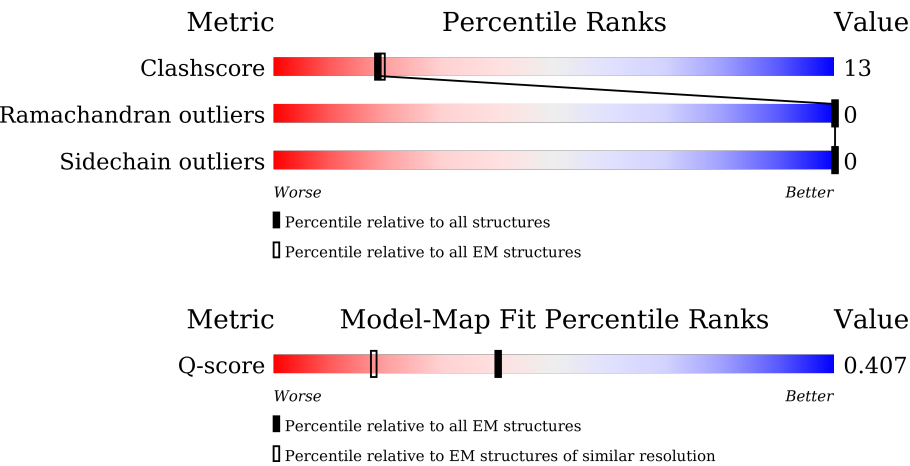 Metric Percentile Ranks Value
Clashscore 13
Ramachandran outliers 0
Sidechain outliers 0
Worse Better
Percentile relative to all structures
Percentile relative to all EM structures
Metric Model-Map Fit Percentile Ranks Value
Q-score 0.407
Worse Better
Percentile relative to all EM structures
Percentile relative to EM structures of similar resolution